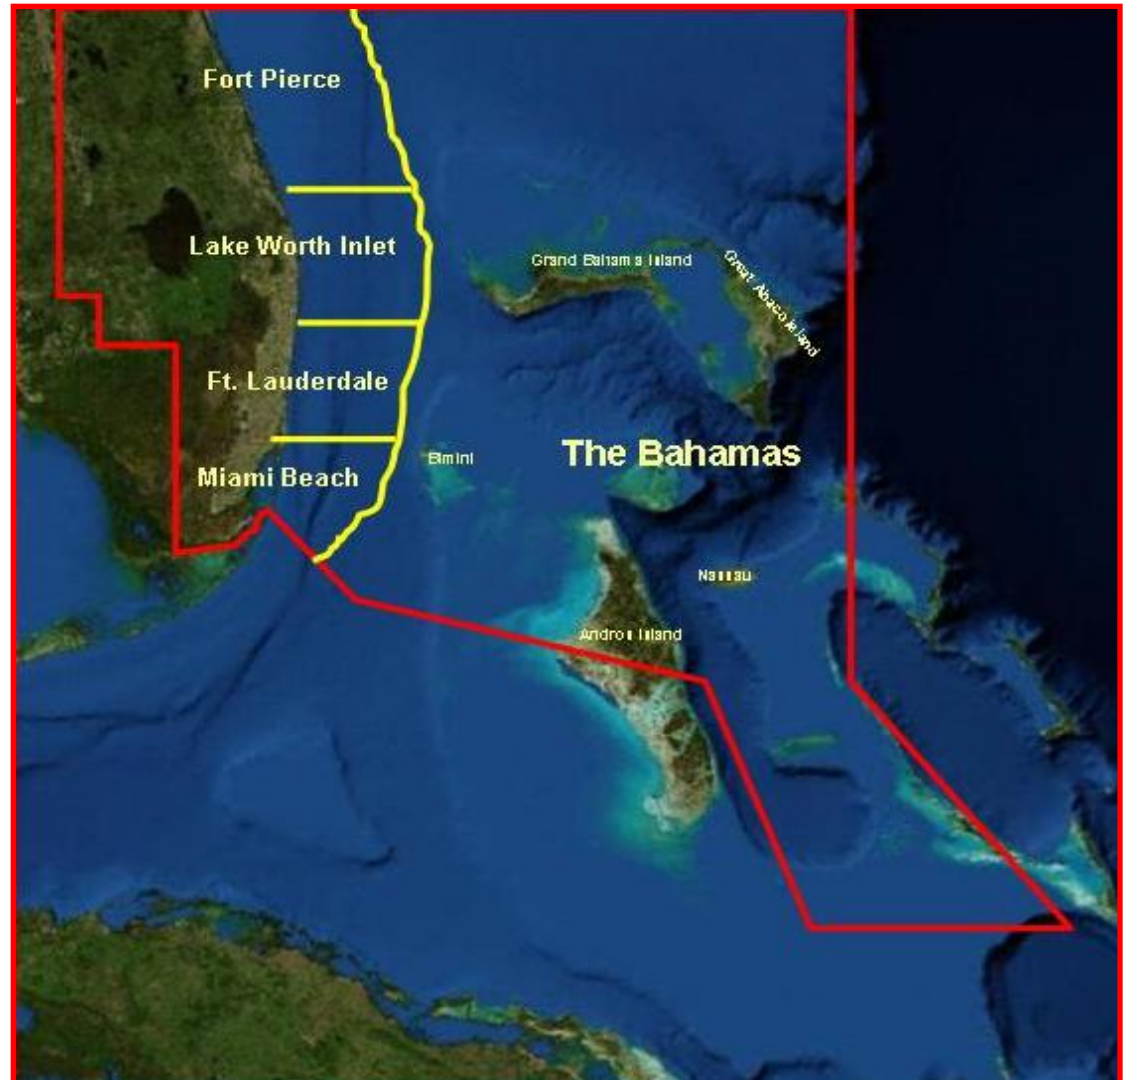 Fort Pierce
Lake Worth Inlet
Grand Bahama Island
Great Abaco Island
Ft. Lauderdale
The Bahamas
Bimini
Miami Beach
Nassau
Andros Island